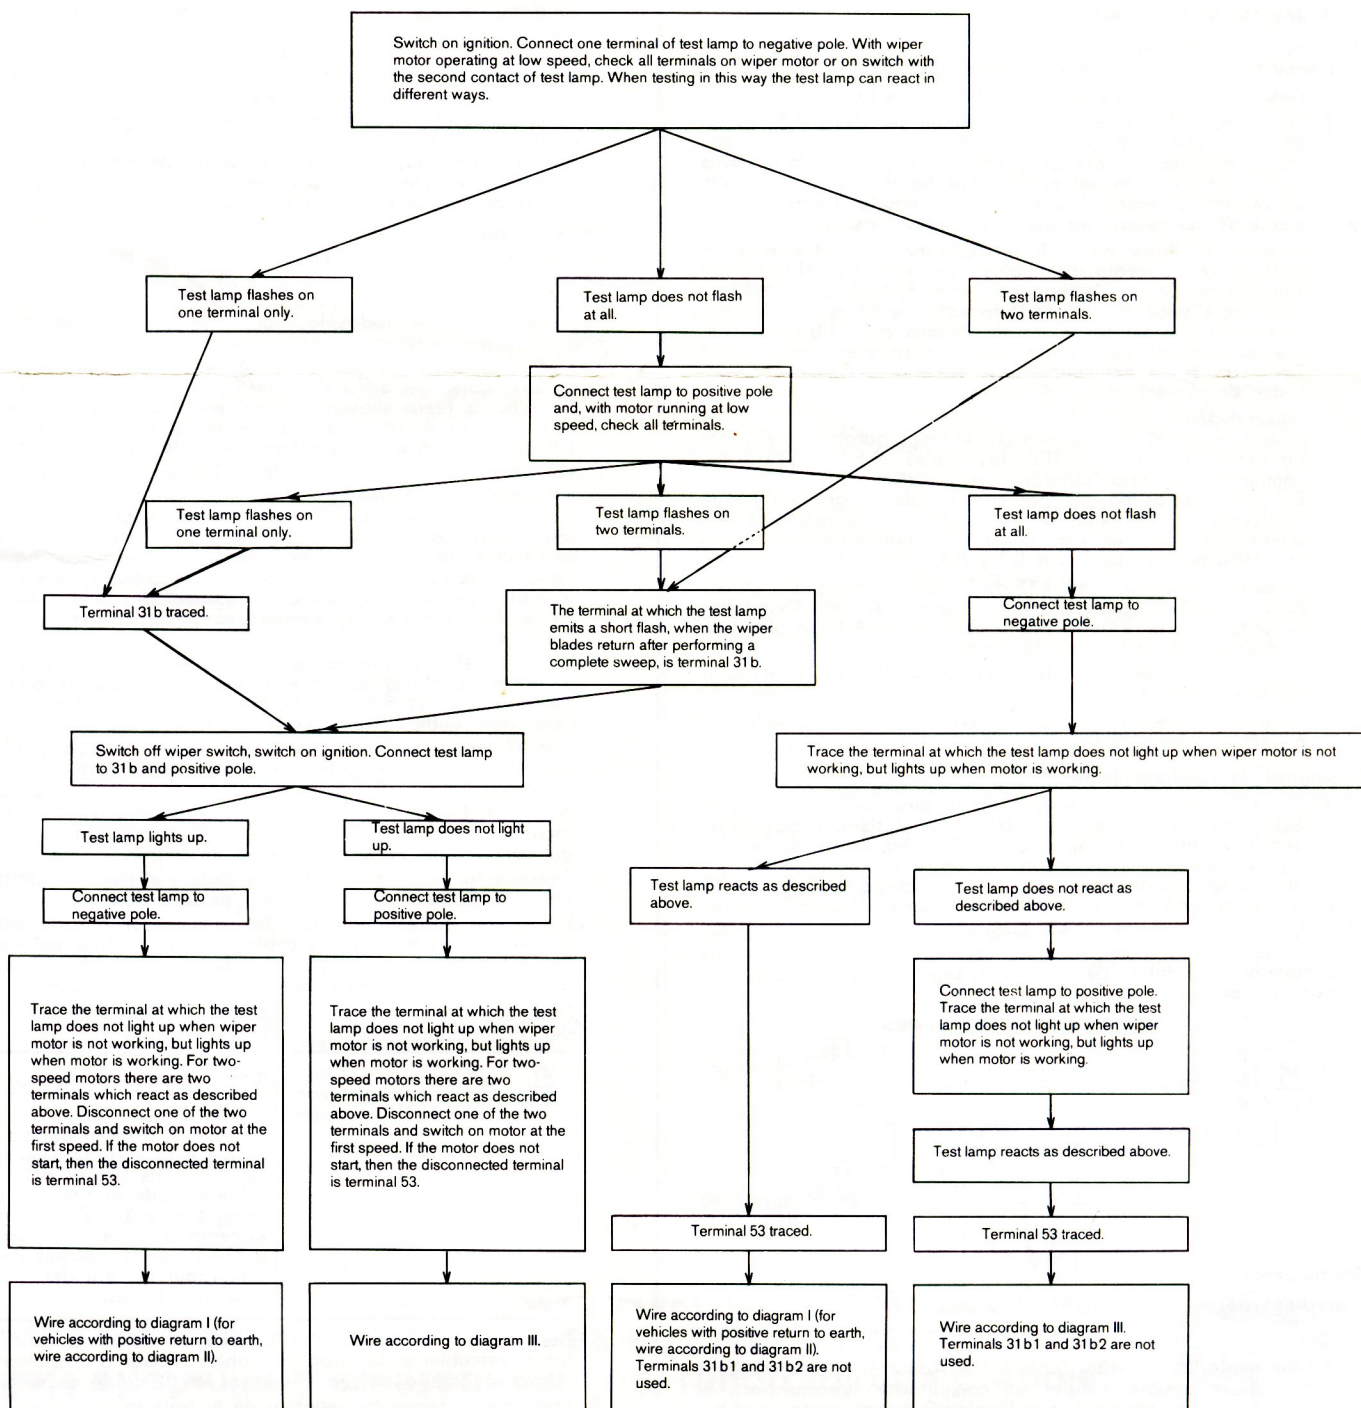 Switch on ignition. Connect one terminal of test lamp to negative pole. With wiper
motor operating at low speed, check all terminals on wiper motor or on switch with
the second contact of test lamp. When testing in this way the test lamp can react in
different ways.
Test lamp flashes on
one terminal only.
Test lamp does not flash
at all.
Test lamp flashes on
two terminals.
Connect test lamp to positive pole
and, with motor running at low
speed, check all terminals.
Test lamp flashes on
one terminal only.
Test lamp flashes on
two terminals.
Test lamp does not flash
at all.
Terminal 31b traced.
The terminal at which the test lamp
emits a short flash, when the wiper
blades return after performing a
complete sweep, is terminal 31b.
Connect test lamp to
negative pole.
Switch off wiper switch, switch on ignition. Connect test lamp
to 31b and positive pole.
Trace the terminal at which the test lamp does not light up when wiper motor is not
working, but lights up when motor is working.
Test lamp lights up.
Test lamp does not light
up.
Connect test lamp to
negative pole.
Connect test lamp to
positive pole.
Test lamp reacts as described
above.
Test lamp does not react as
described above.
Trace the terminal at which the test
lamp does not light up when wiper
motor is not working, but lights up
when motor is working. For two-
speed motors there are two
terminals which react as described
above. Disconnect one of the two
terminals and switch on motor at the
first speed. If the motor does not
start, then the disconnected terminal
is terminal 53.
Trace the terminal at which the test
lamp does not light up when wiper
motor is not working, but lights up
when motor is working. For two-
speed motors there are two
terminals which react as described
above. Disconnect one of the two
terminals and switch on motor at the
first speed. If the motor does not
start, then the disconnected terminal
is terminal 53.
Connect test lamp to positive pole.
Trace the terminal at which the test
lamp does not light up when wiper
motor is not working, but lights up
when motor is working.
Test lamp reacts as described above.
Terminal 53 traced.
Terminal 53 traced.
Wire according to diagram I (for
vehicles with positive return to earth,
wire according to diagram II).
Wire according to diagram III.
Wire according to diagram I (for
vehicles with positive return to earth,
wire according to diagram II).
Terminals 31b1 and 31b2 are not
used.
Wire according to diagram III.
Terminals 31b1 and 31b2 are not
used.